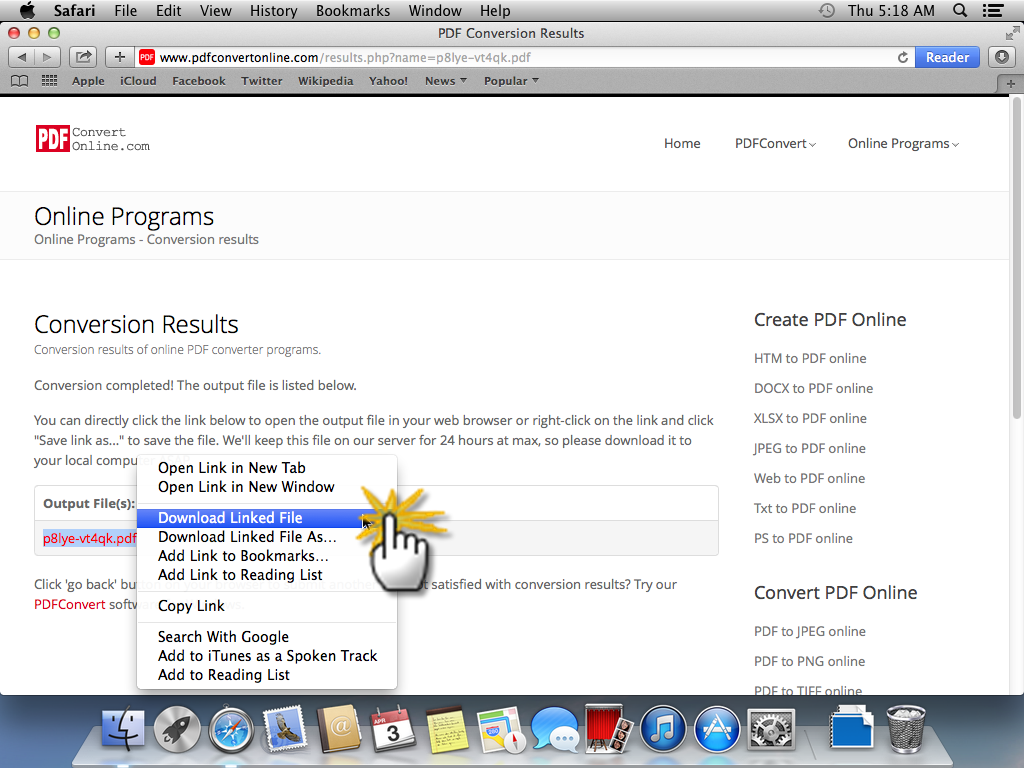 Safari File Edit View History Bookmarks Window Help Thu 5:18 AM
PDF Conversion Results
PDF www.pdfconvertonline.com/results.php?name=p8lye-vt4qk.pdf Reader
Apple iCloud Facebook Twitter Wikipedia Yahoo! News Popular
PDF Convert
Online.com
Home PDFConvert Online Programs
Online Programs
Online Programs - Conversion results
Conversion Results
Conversion results of online PDF converter programs.
Conversion completed! The output file is listed below.
You can directly click the link below to open the output file in your web browser or right-click on the link and click
"Save link as..." to save the file. We'll keep this file on our server for 24 hours at max, so please download it to
your local compute
Output File(s):
p8lye-vt4qk.pdf
Click 'go back' bu
t satisfied with conversion results? Try our
PDFConvert softw
Open Link in New Tab
Open Link in New Window
Download Linked File
Download Linked File As...
Add Link to Bookmarks...
Add Link to Reading List
Copy Link
Search With Google
Add to iTunes as a Spoken Track
Add to Reading List
Create PDF Online
HTM to PDF online
DOCX to PDF online
XLSX to PDF online
JPEG to PDF online
Web to PDF online
Txt to PDF online
PS to PDF online
Convert PDF Online
PDF to JPEG online
PDF to PNG online
PDF to TIFF online
APR
3